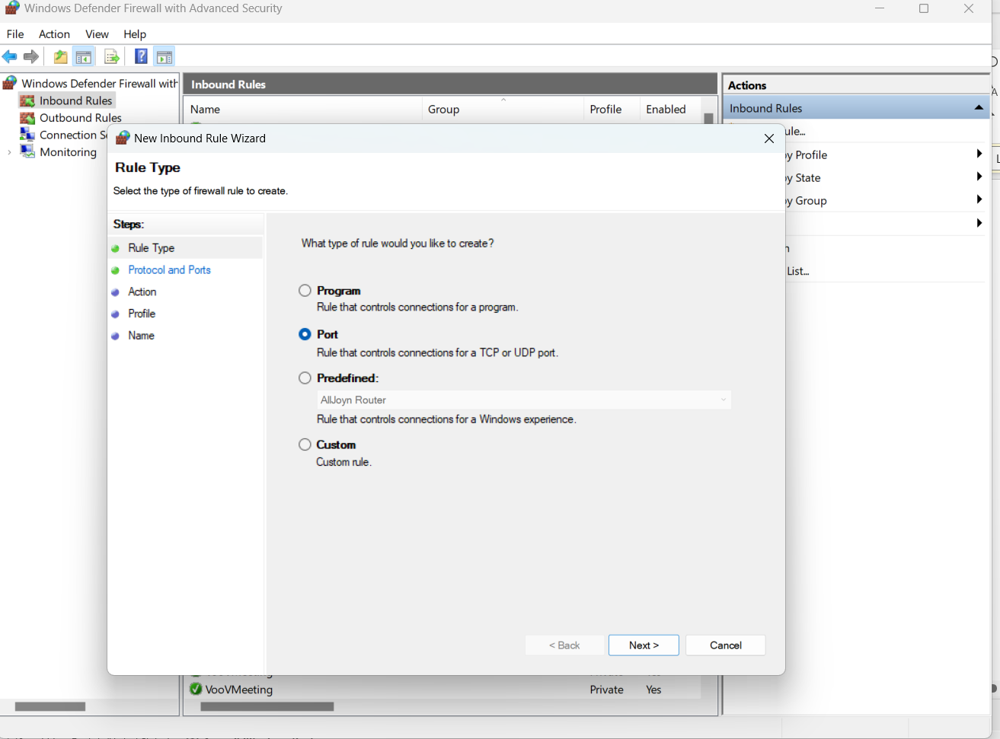 Windows Defender Firewall with Advanced Security
File Action View Help
Windows Defender Firewall with
Inbound Rules
Outbound Rules
Connection S
Monitoring
Inbound Rules
Name Group Profile Enabled
Actions
Inbound Rules
ule...
y Profile
by State
by Group
List...
New Inbound Rule Wizard
Rule Type
Select the type of firewall rule to create.
Steps:
Rule Type
Protocol and Ports
Action
Profile
Name
What type of rule would you like to create?
Program
Rule that controls connections for a program.
Port
Rule that controls connections for a TCP or UDP port.
Predefined:
AllJoyn Router
Rule that controls connections for a Windows experience.
Custom
Custom rule.
< Back Next > Cancel
VooVMeeting Private Yes